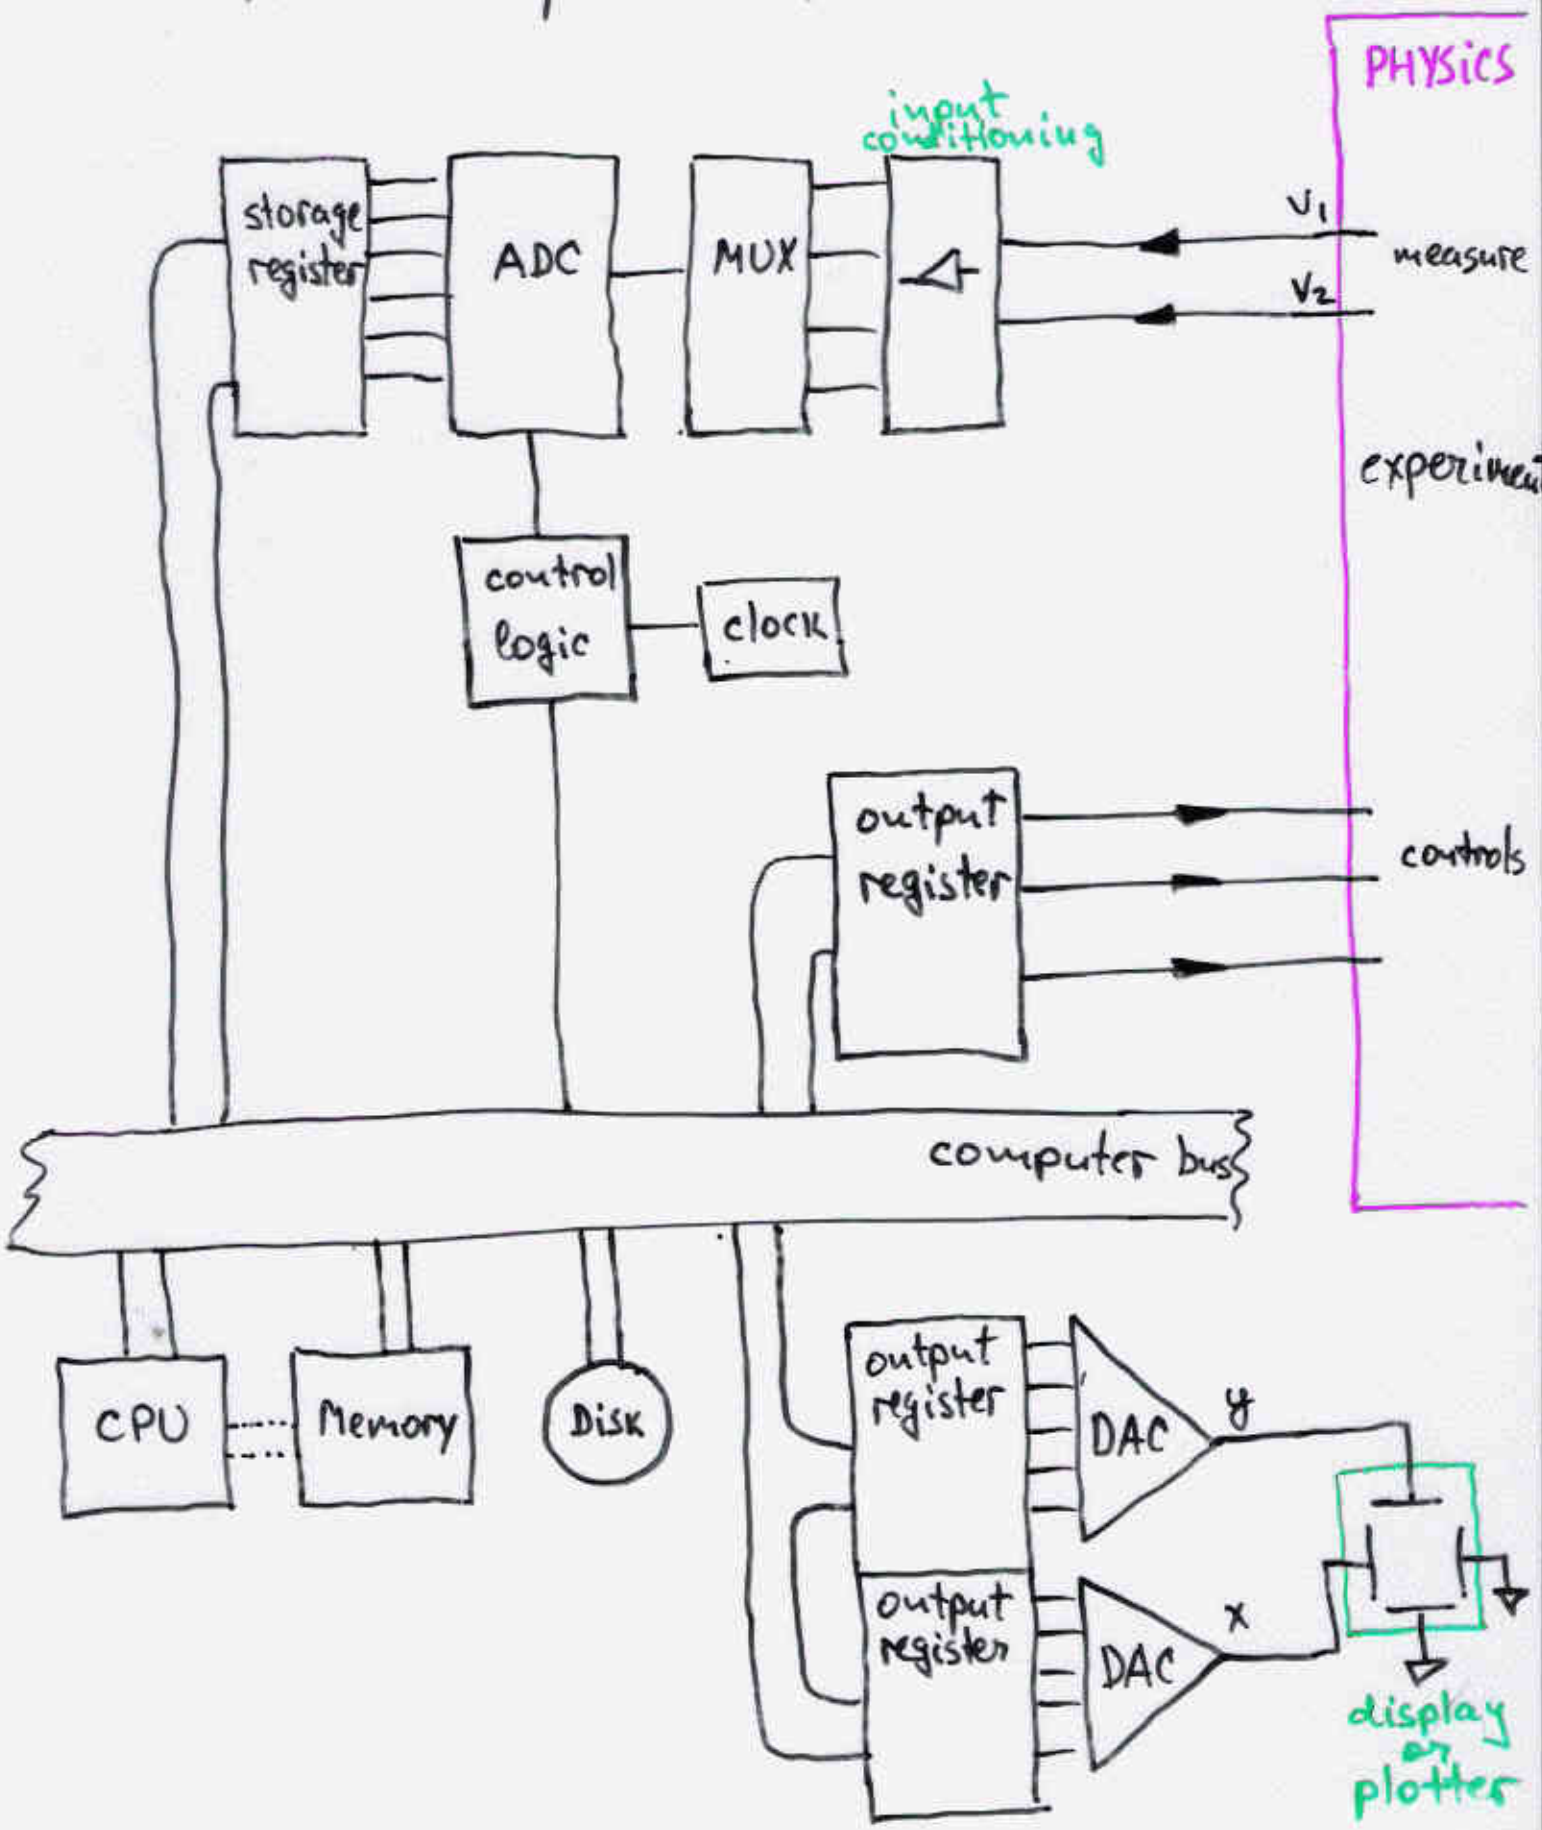 PHYSICS
input
conditioning
storage
register
ADC
MUX
V1
V2
measure
experiment
control
logic
clock
output
register
controls
computer bus
CPU
Memory
Disk
output
register
DAC
y
output
register
DAC
x
display
or
plotter